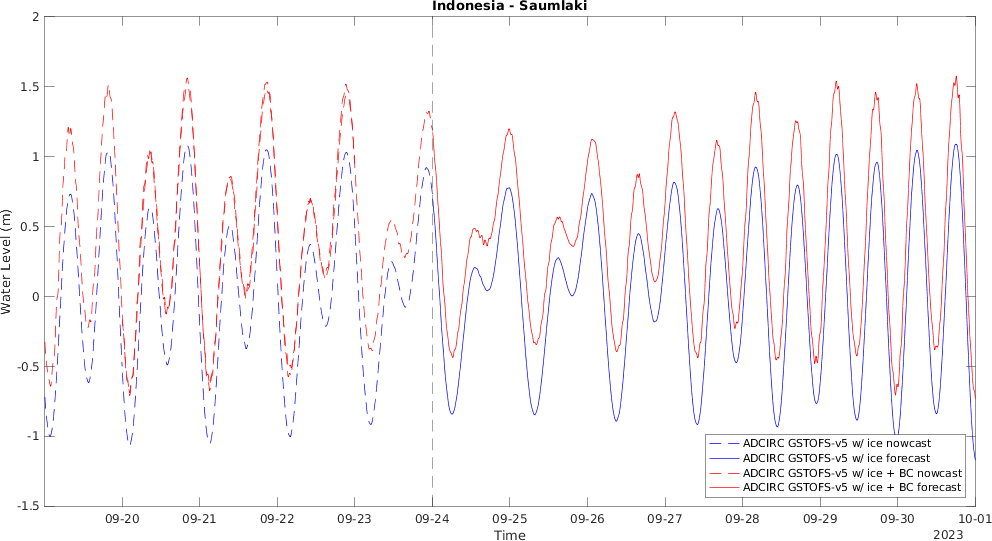 Indonesia - Saumlaki
2
1.5
1
0.5
0
-0.5
-1
-1.5
Water Level (m)
ADCIRC GSTOFS-v5 w/ ice nowcast
ADCIRC GSTOFS-v5 w/ ice forecast
ADCIRC GSTOFS-v5 w/ ice + BC nowcast
ADCIRC GSTOFS-v5 w/ ice + BC forecast
09-20 09-21 09-22 09-23 09-24 09-25 09-26 09-27 09-28 09-29 09-30 10-01
Time
2023